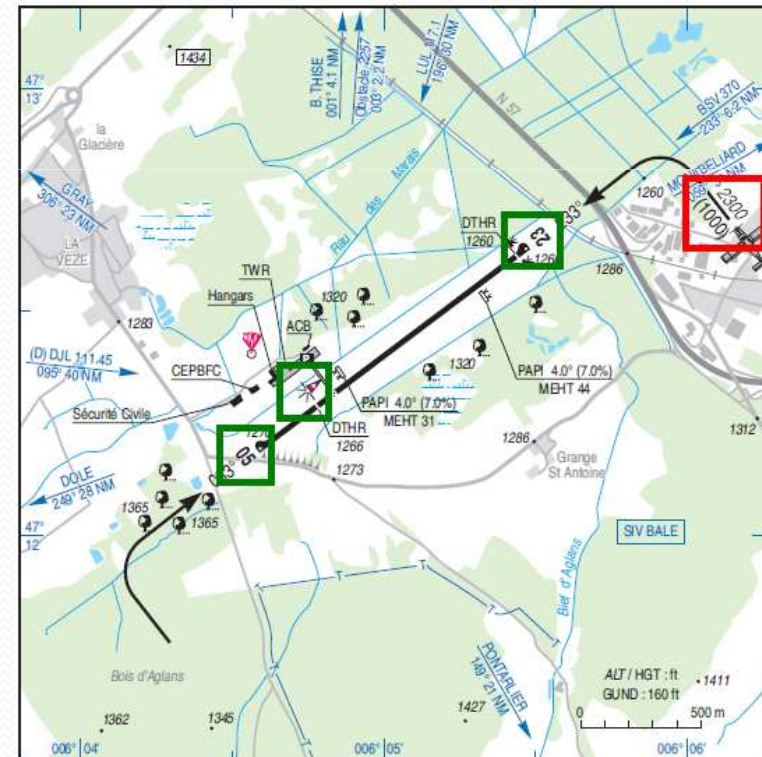 1434
47°
13'
la
Glacière
B. THISE
001° 4.1 NM
Obstacle 2257
003° 2.2 NM
LUL 117.1
196° 30 NM
N 57
BSV 370
233° 6.2 NM
MONTBELIARD
1260
2300
(1000)
GRAY
306° 23 NM
LA
VEZE
Rau des Marais
DTHR
1260
23
233°
1286
TWR
Hangars
1320
ACB
1283
(D) DJL 111.45
095° 40 NM
CEPBFC
1320
PAPI 4.0° (7.0%)
MEHT 44
Sécurité Civile
PAPI 4.0° (7.0%)
MEHT 31
DTHR
1266
05
1286
Grange
St Antoine
1273
1312
DOLE
249° 28 NM
1365
1365
47°
12'
SIV BALE
Bief d'Aglans
Bois d'Aglans
PONTARLIER
149° 21 NM
ALT / HGT : ft
GUND : 160 ft
1411
0
500 m
1362
1345
1427
006° 04'
006° 05'
006° 06'